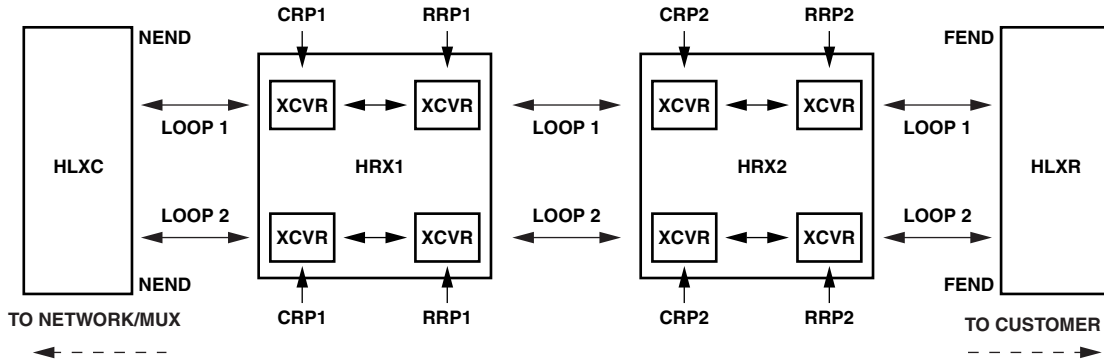 CRP1 RRP1 CRP2 RRP2
NEND FEND
XCVR XCVR XCVR XCVR
LOOP 1 LOOP 1 LOOP 1
HLXC HRX1 HRX2 HLXR
LOOP 2 LOOP 2 LOOP 2
XCVR XCVR XCVR XCVR
NEND FEND
CRP1 RRP1 CRP2 RRP2
TO NETWORK/MUX TO CUSTOMER